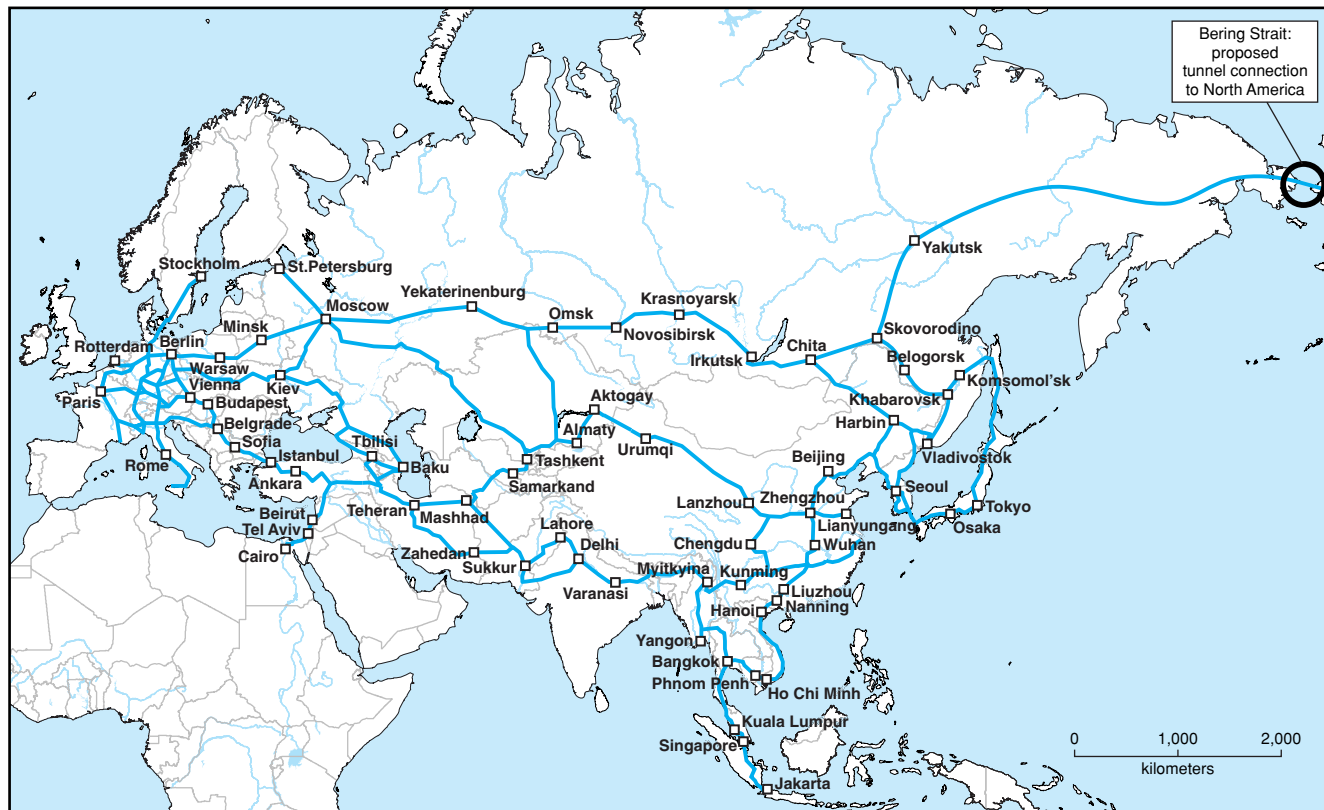 Bering Strait:
proposed
tunnel connection
to North America
Yakutsk
Stockholm
St.Petersburg
Yekaterinenburg
Krasnoyarsk
Moscow
Omsk
Novosibirsk
Minsk
Skovorodino
Berlin
Rotterdam
Irkutsk
Chita
Belogorsk
Warsaw
Komsomol'sk
Vienna
Kiev
Paris
Budapest
Aktogay
Khabarovsk
Belgrade
Harbin
Sofia
Almaty
Tbilisi
Urumqi
Istanbul
Vladivostok
Rome
Baku
Tashkent
Beijing
Ankara
Samarkand
Seoul
Lanzhou
Zhengzhou
Teheran
Mashhad
Tokyo
Beirut
Lianyungang
Osaka
Tel Aviv
Lahore
Cairo
Zahedan
Delhi
Chengdu
Wuhan
Sukkur
Myitkyina
Kunming
Varanasi
Liuzhou
Hanoi
Nanning
Yangon
Bangkok
Phnom Penh
Ho Chi Minh
Kuala Lumpur
Singapore
0 1,000 2,000
kilometers
Jakarta